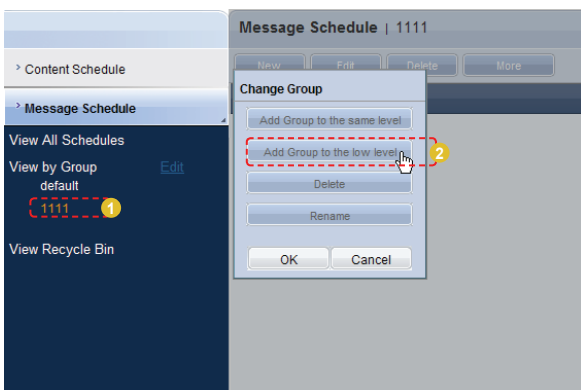 Message Schedule | 1111
New Edit Delete More
> Content Schedule
> Message Schedule
View All Schedules
View by Group Edit
default
1111 1
View Recycle Bin
Change Group
Add Group to the same level
Add Group to the low level 2
Delete
Rename
OK Cancel